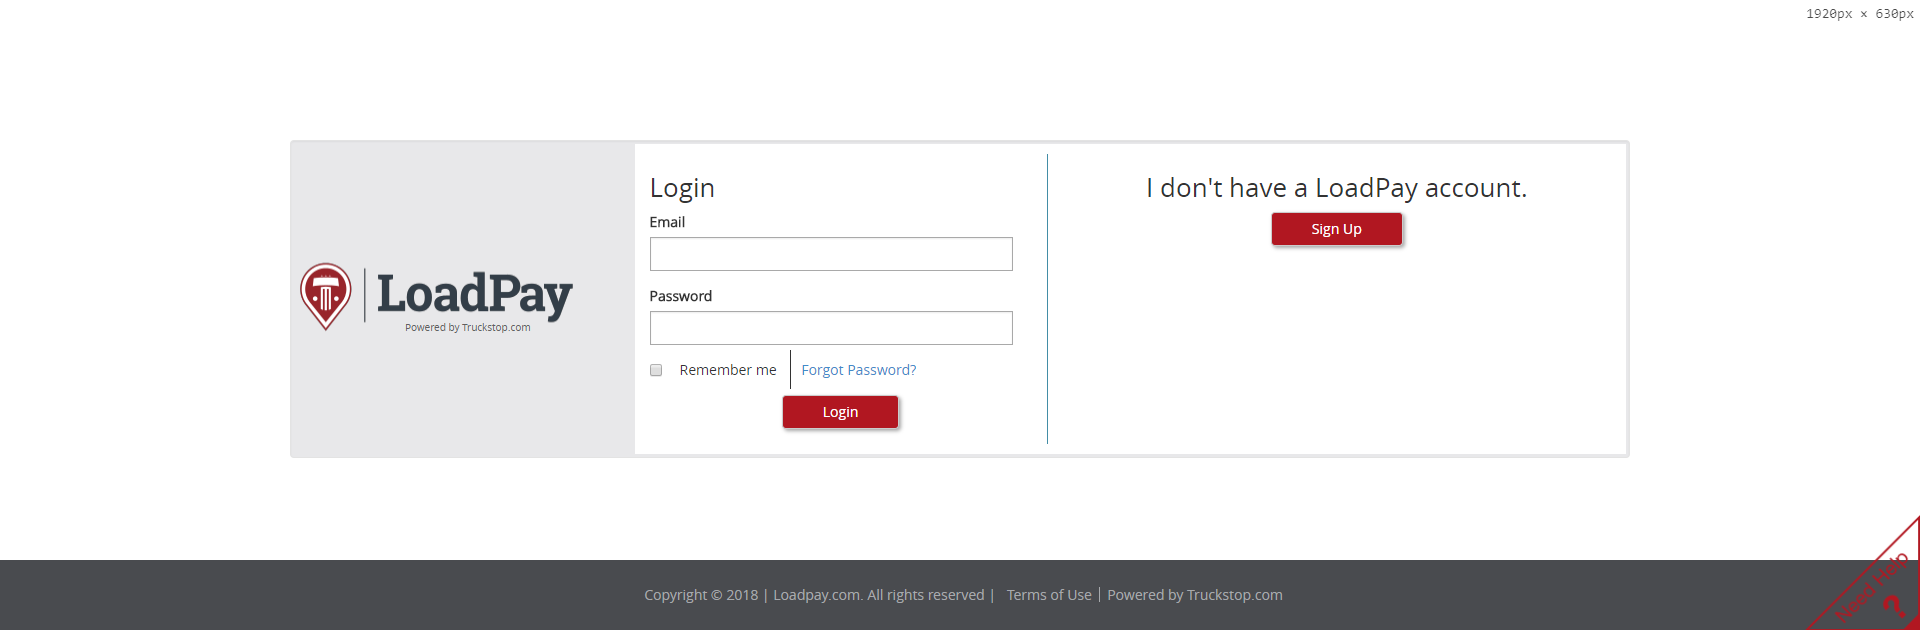 1920px × 630px
Login
I don't have a LoadPay account.
Email
Sign Up
Password
LoadPay
Powered by Truckstop.com
Remember me
Forgot Password?
Login
Need Help
?
Copyright © 2018 | Loadpay.com. All rights reserved | Terms of Use | Powered by Truckstop.com